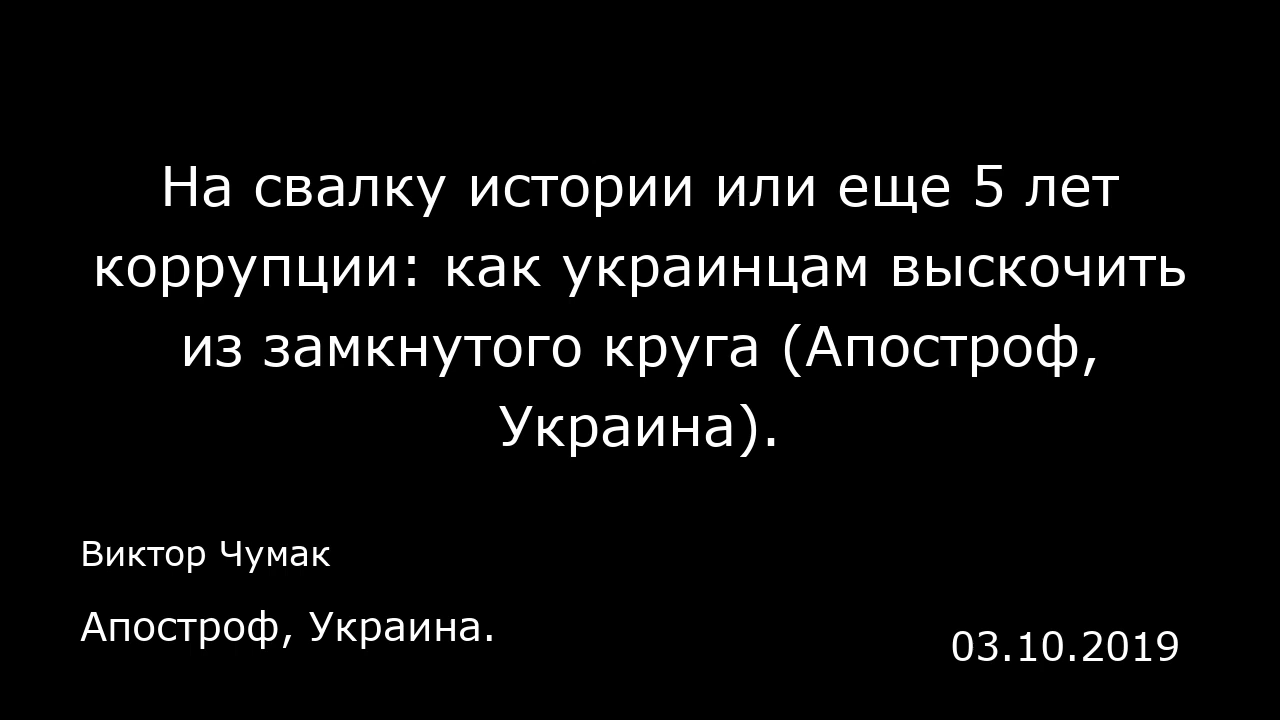 На свалку истории или еще 5 лет
коррупции: как украинцам выскочить
из замкнутого круга (Апостроф,
Украина).
Виктор Чумак
Апостроф, Украина.
03.10.2019